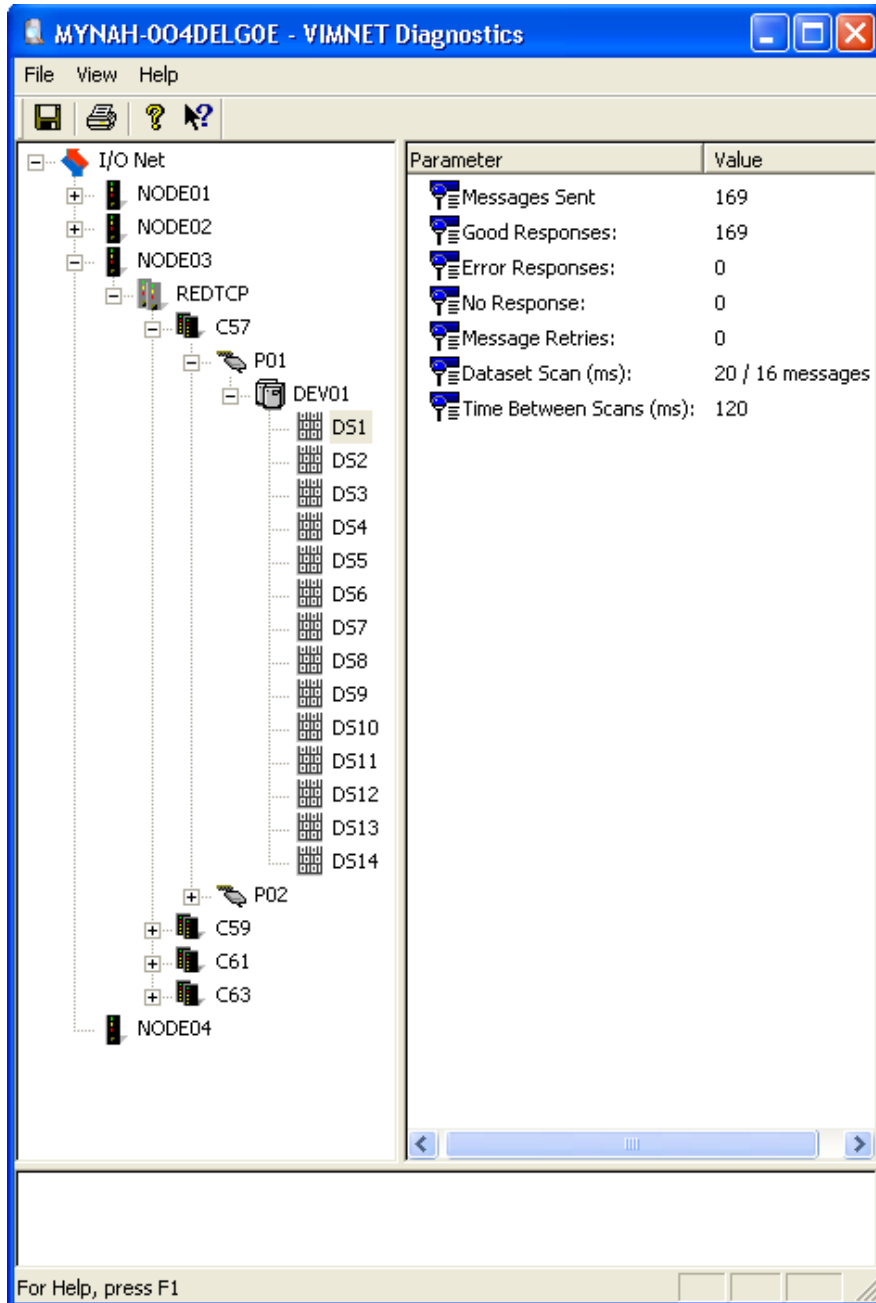 MYNAH-0O4DELG0E - VIMNET Diagnostics
File View Help
I/O Net
NODE01
NODE02
NODE03
REDTCP
C57
P01
DEV01
DS1
DS2
DS3
DS4
DS5
DS6
DS7
DS8
DS9
DS10
DS11
DS12
DS13
DS14
P02
C59
C61
C63
NODE04
Parameter Value
Messages Sent 169
Good Responses: 169
Error Responses: 0
No Response: 0
Message Retries: 0
Dataset Scan (ms): 20 / 16 messages
Time Between Scans (ms): 120
For Help, press F1